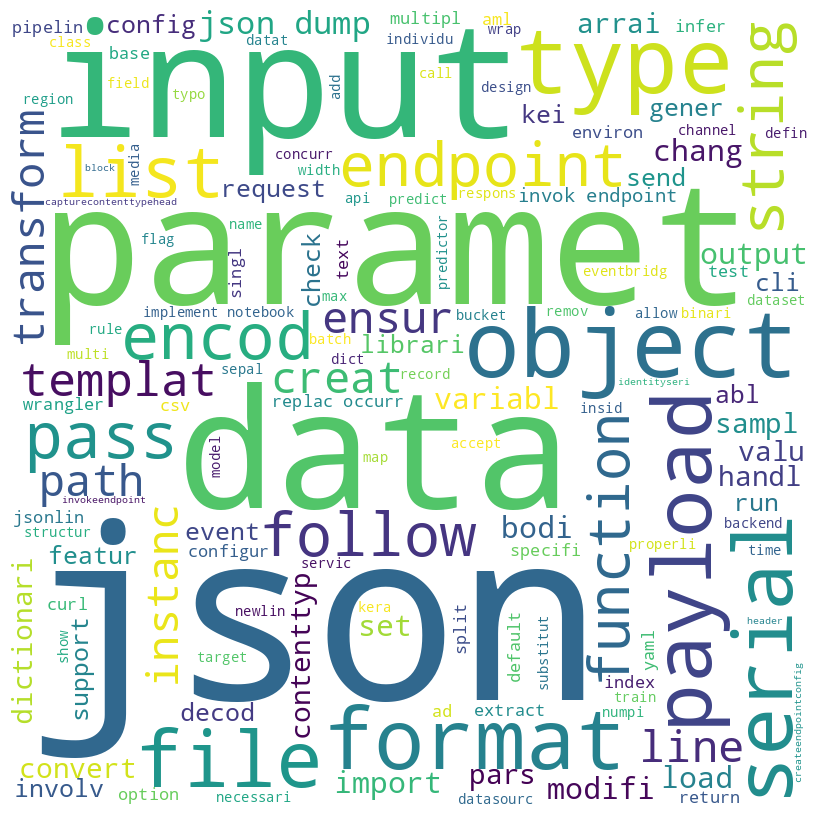 pipelin
config
json dump
multipl
aml
arrai
infer
class
base
datat
individu
wrap
input
type
string
region
field
typo
add
call
design
kei
gener
environ
channel
defin
transform
block
media
list
concurr
width
endpoint
request
api
predict
respons
send
chang
invok endpoint
capturecontenttypehead
paramet
name
flag
singl
check
text
predictor
eventbridg
output
test
cli
dataset
implement notebook
max
ensur
bucket
remov
allow
binari
rule
multi
encod
batch
dict
librari
object
templat
sepal
creat
record
identityseri
wrangler
csv
replac occurr
variabl
insid
abl
pass
data
model
map
accept
payload
sampl
path
function
valu
handl
invokeendpoint
jsonlin
structur
instanc
event
follow
bodi
run
backend
configur
specifi
properli
time
featur
servic
serial
json
dictionari
curl
show
support
newlin
contenttyp
kera
set
split
default
substitut
yaml
header
target
index
train
numpi
decod
ad
extract
createendpointconfig
convert
file
format
line
involv
option
necessari
import
pars
datasourc
modifi
load
return